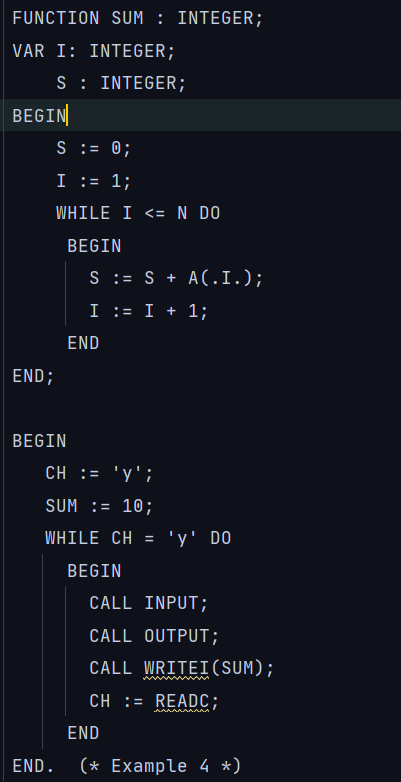 FUNCTION SUM : INTEGER;
VAR I: INTEGER;
    S : INTEGER;
BEGIN
    S := 0;
    I := 1;
    WHILE I <= N DO
     BEGIN
       S := S + A(.I.);
       I := I + 1;
     END
END;

BEGIN
   CH := 'y';
   SUM := 10;
   WHILE CH = 'y' DO
     BEGIN
       CALL INPUT;
       CALL OUTPUT;
       CALL WRITEI(SUM);
       CH := READC;
     END
END.  (* Example 4 *)